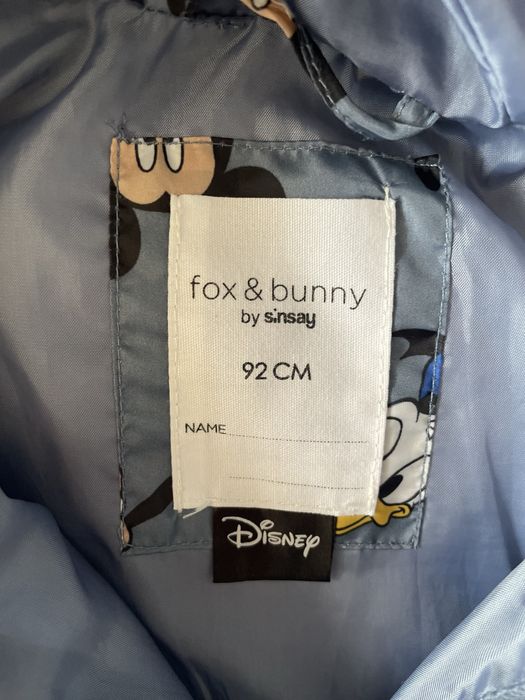 fox & bunny
by sinsay
92 CM
NAME
Disney